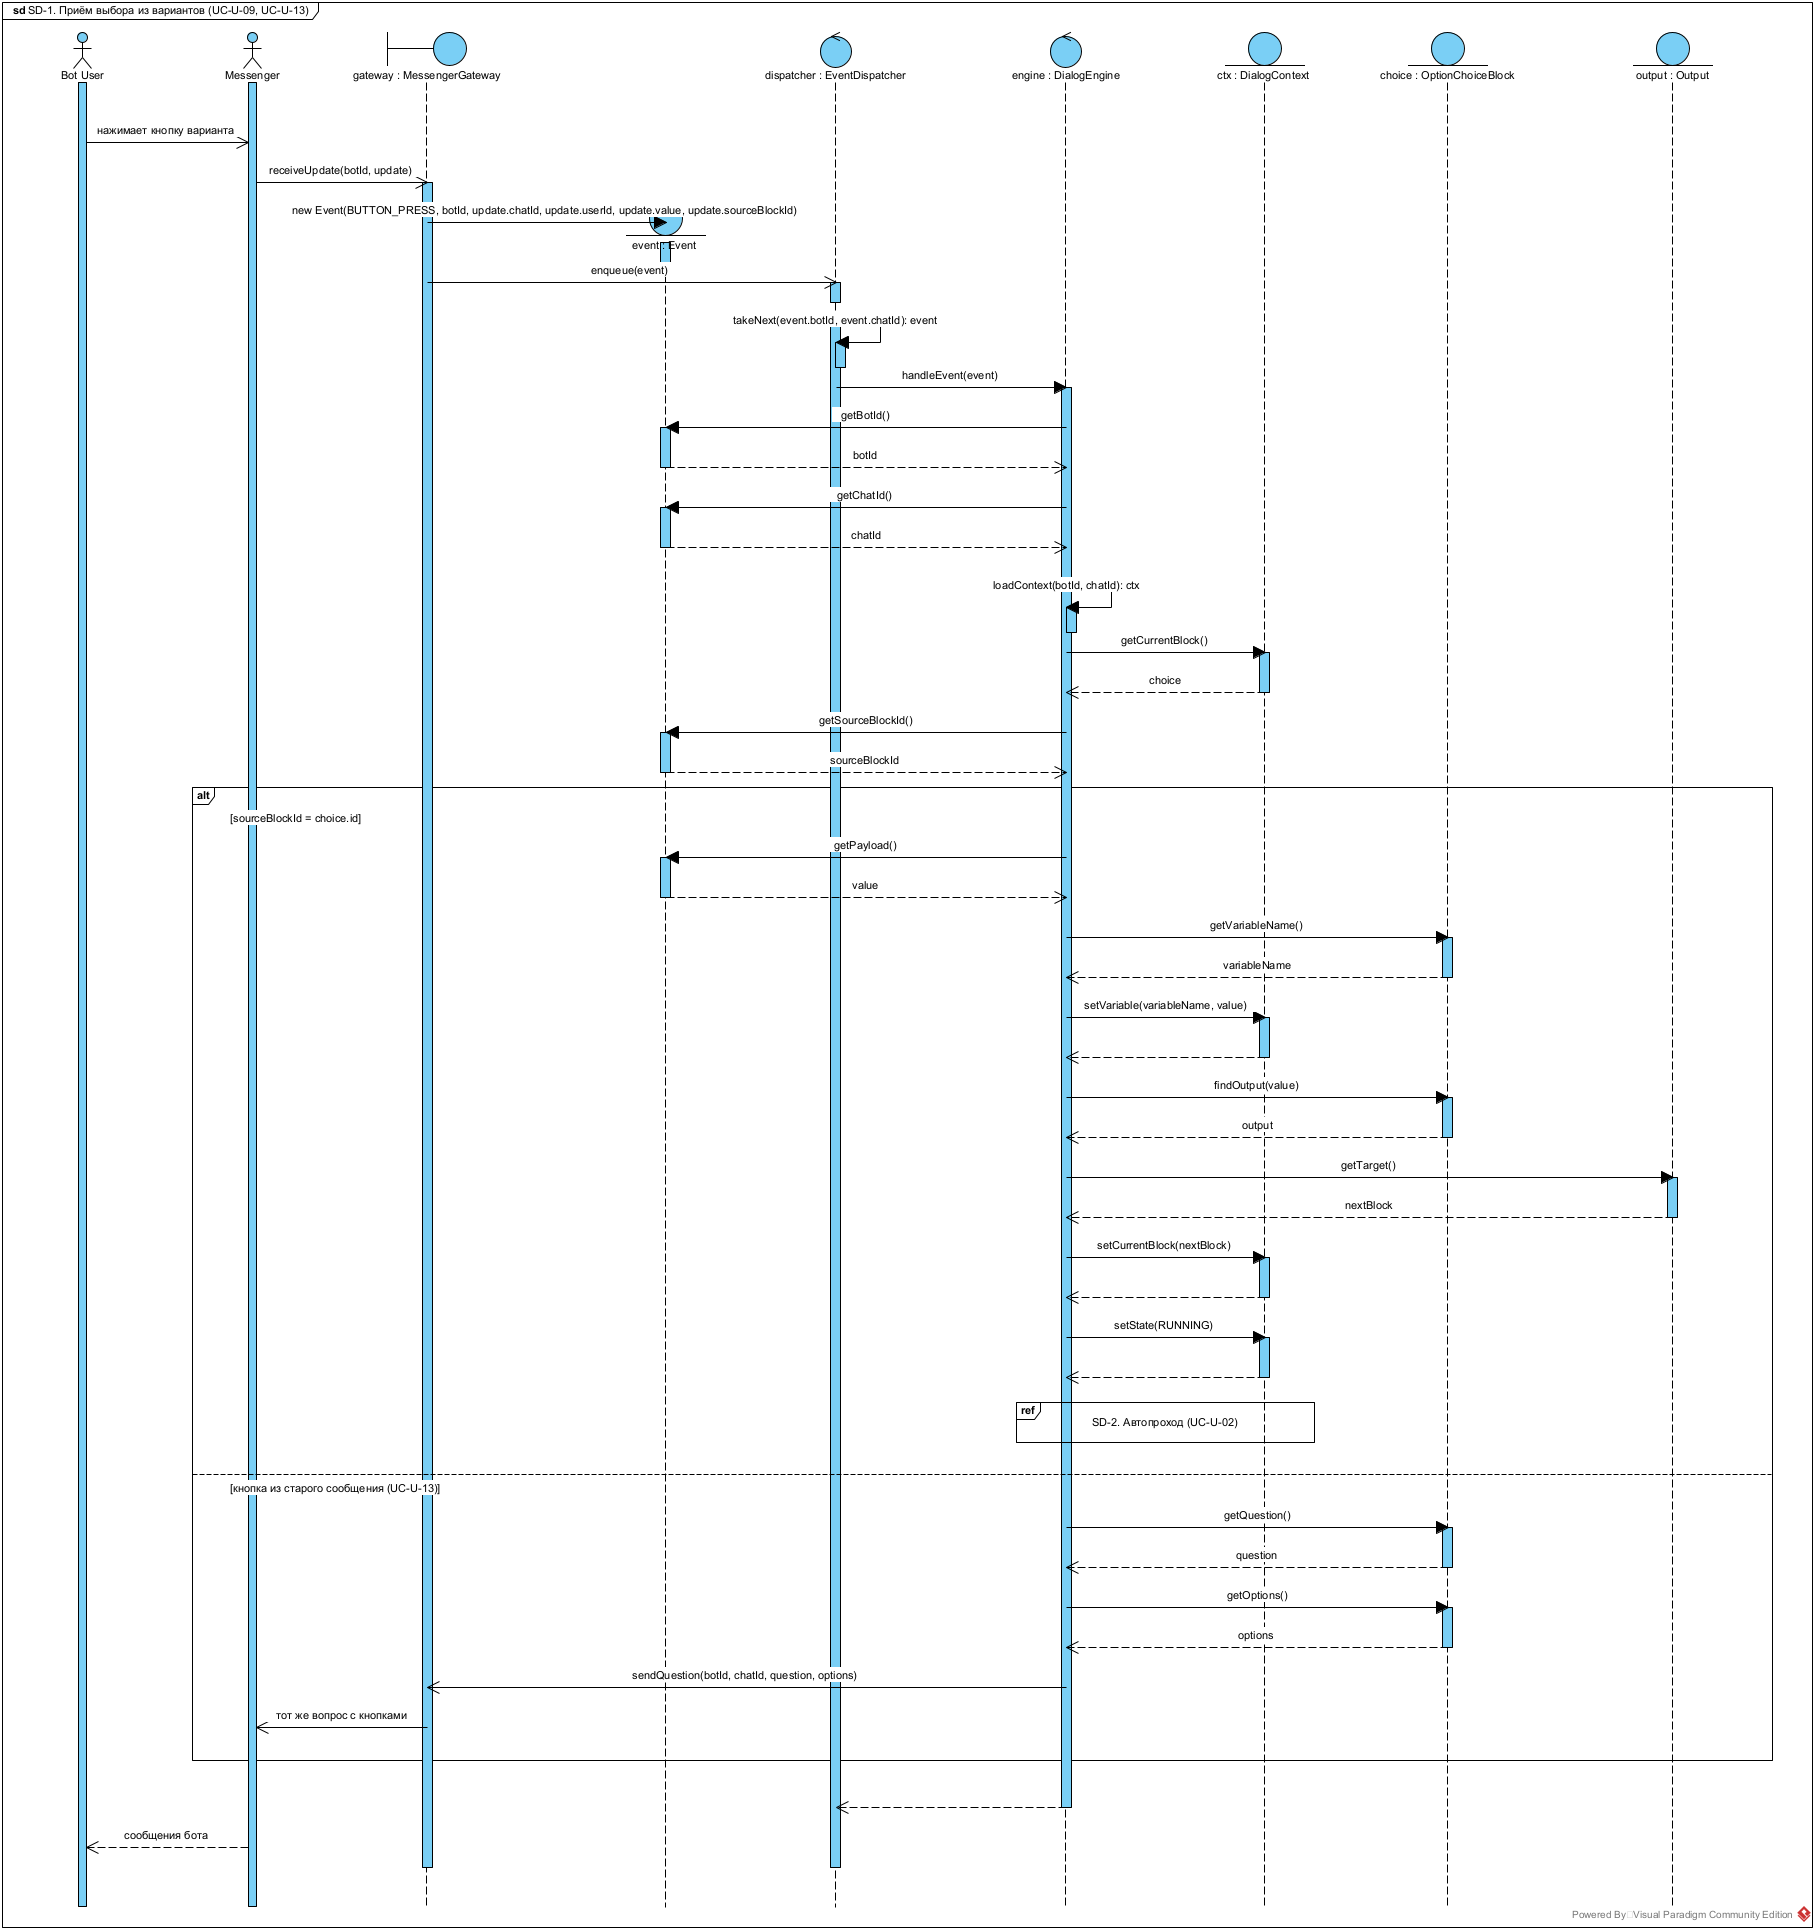 sd SD-1. Приём выбора из вариантов (UC-U-09, UC-U-13)
Bot User
Messenger
gateway : MessengerGateway
dispatcher : EventDispatcher
engine : DialogEngine
ctx : DialogContext
choice : OptionChoiceBlock
output : Output
нажимает кнопку варианта
receiveUpdate(botId, update)
new Event(BUTTON_PRESS, botId, update.chatId, update.userId, update.value, update.sourceBlockId)
event : Event
enqueue(event)
takeNext(event.botId, event.chatId): event
handleEvent(event)
getBotId()
botId
getChatId()
chatId
loadContext(botId, chatId): ctx
getCurrentBlock()
choice
getSourceBlockId()
sourceBlockId
alt
[sourceBlockId = choice.id]
getPayload()
value
getVariableName()
variableName
setVariable(variableName, value)
findOutput(value)
output
getTarget()
nextBlock
setCurrentBlock(nextBlock)
setState(RUNNING)
ref
SD-2. Автопроход (UC-U-02)
[кнопка из старого сообщения (UC-U-13)]
getQuestion()
question
getOptions()
options
sendQuestion(botId, chatId, question, options)
тот же вопрос с кнопками
сообщения бота
Powered By Visual Paradigm Community Edition